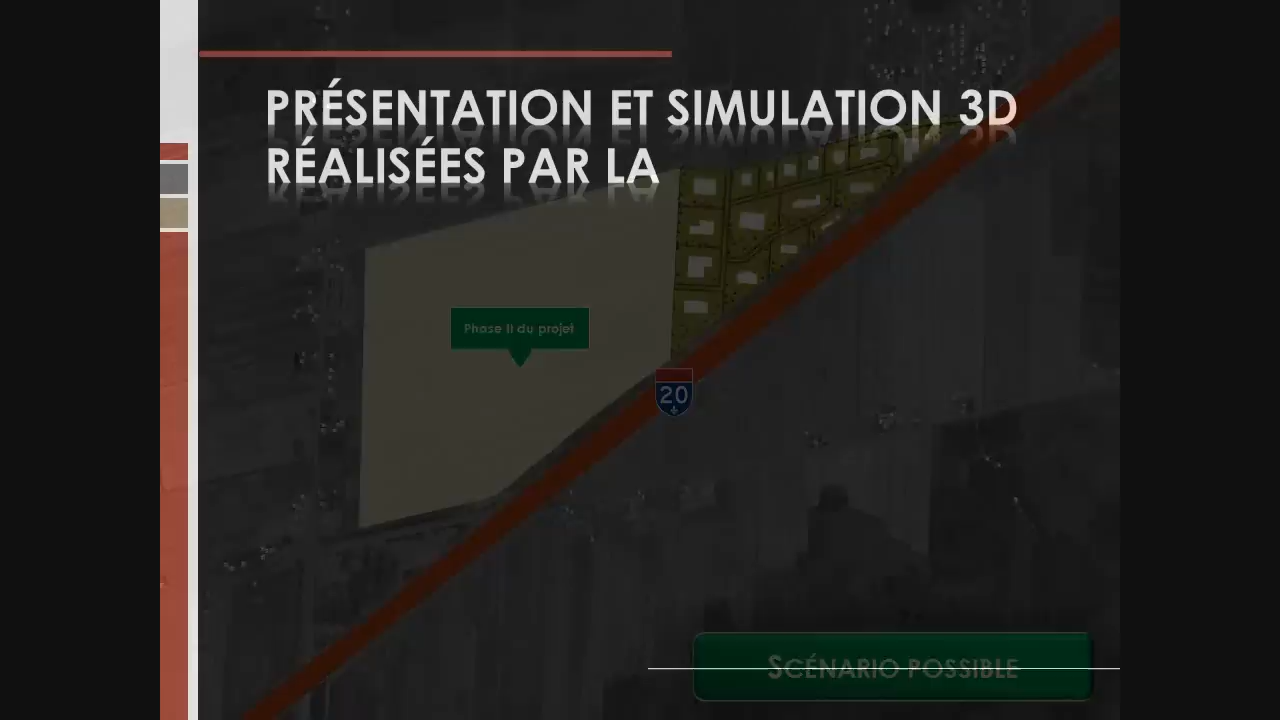 PRÉSENTATION ET SIMULATION 3D
RÉALISÉES PAR LA
Phase II du projet
20
SCÉNARIO POSSIBLE